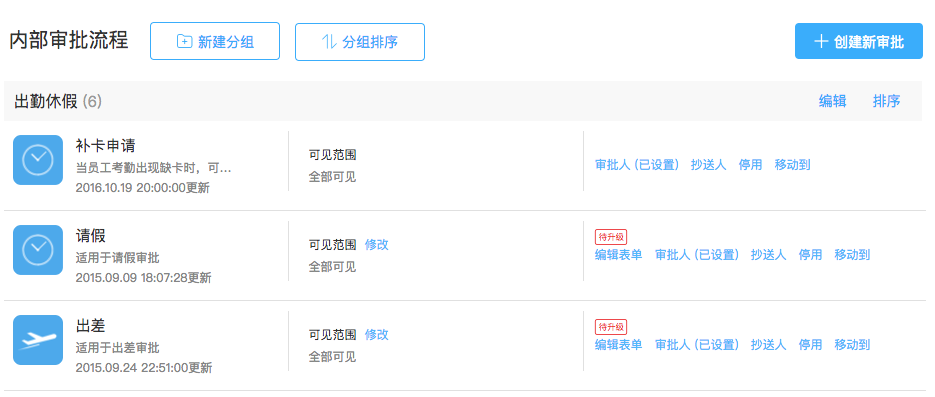 内部审批流程 新建分组 分组排序 创建新审批
出勤休假 (6) 编辑 排序
补卡申请
当员工考勤出现缺卡时，可...
2016.10.19 20:00:00更新
可见范围
全部可见
审批人 (已设置) 抄送人 停用 移动到
请假
适用于请假审批
2015.09.09 18:07:28更新
可见范围 修改
全部可见
待升级
编辑表单 审批人 (已设置) 抄送人 停用 移动到
出差
适用于出差审批
2015.09.24 22:51:00更新
可见范围 修改
全部可见
待升级
编辑表单 审批人 (已设置) 抄送人 停用 移动到